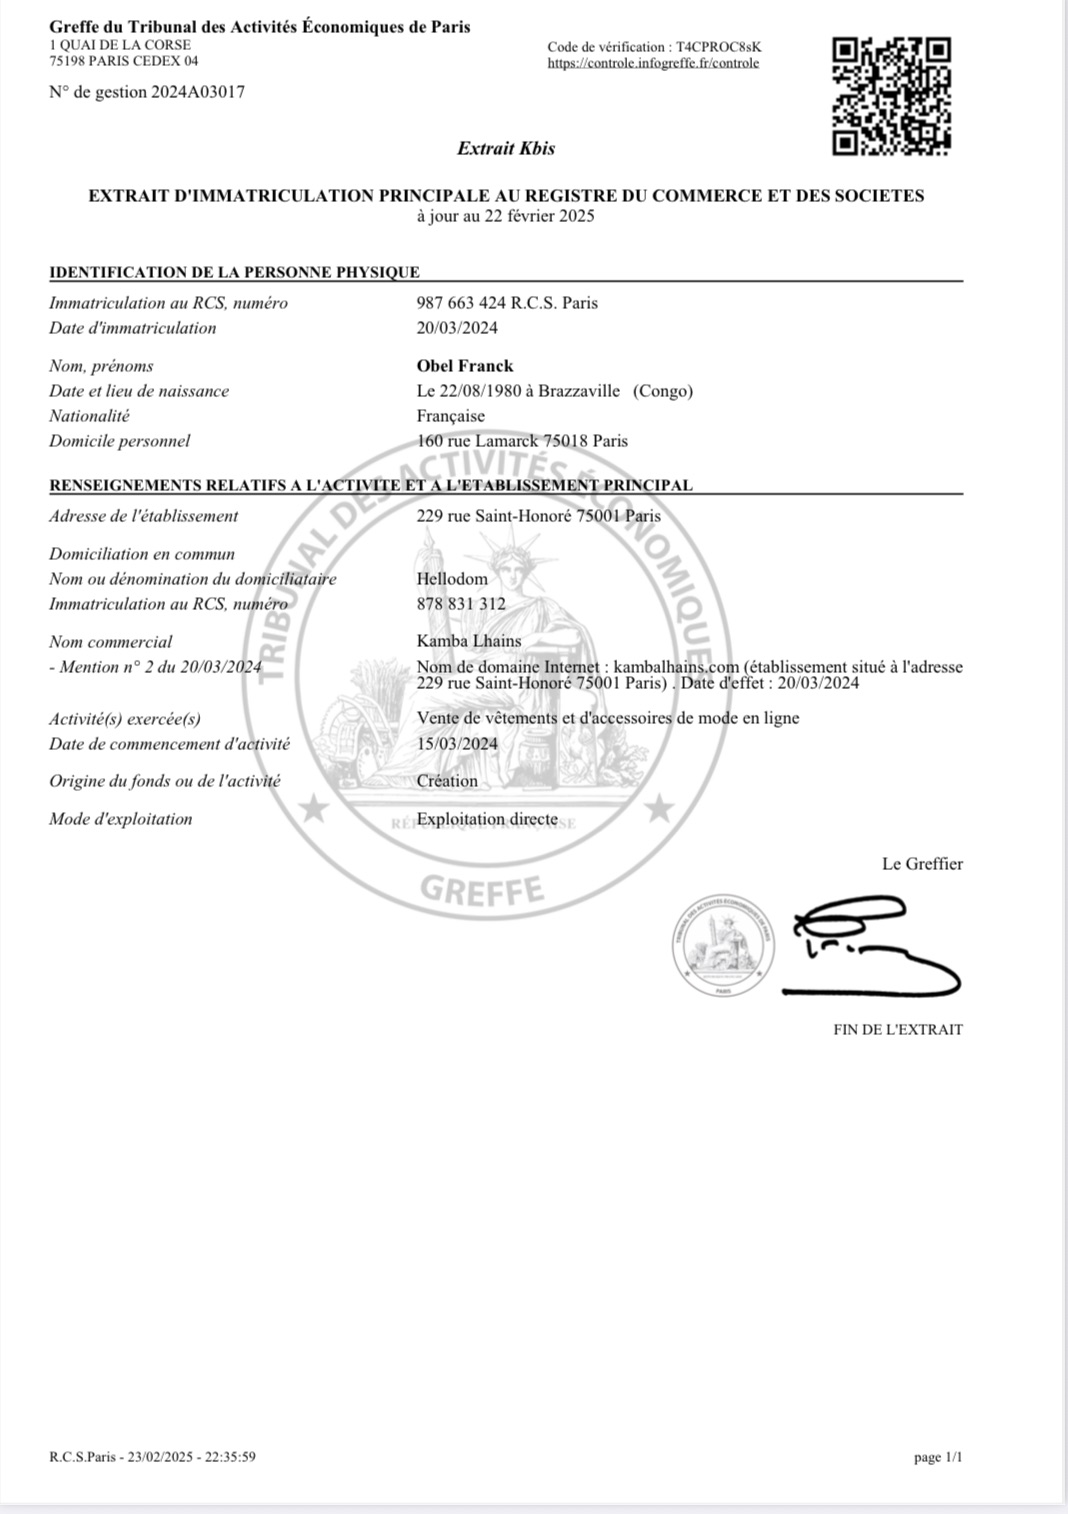 Greffe du Tribunal des Activités Économiques de Paris
1 QUAI DE LA CORSE
75198 PARIS CEDEX 04
Code de vérification : T4CPROC8sK
https://controle.infogreffe.fr/controle
N° de gestion 2024A03017
Extrait Kbis
EXTRAIT D'IMMATRICULATION PRINCIPALE AU REGISTRE DU COMMERCE ET DES SOCIETES
à jour au 22 février 2025
IDENTIFICATION DE LA PERSONNE PHYSIQUE
Immatriculation au RCS, numéro 987 663 424 R.C.S. Paris
Date d'immatriculation 20/03/2024
Nom, prénoms Obel Franck
Date et lieu de naissance Le 22/08/1980 à Brazzaville (Congo)
Nationalité Française
Domicile personnel 160 rue Lamarck 75018 Paris
RENSEIGNEMENTS RELATIFS A L'ACTIVITE ET A L'ETABLISSEMENT PRINCIPAL
Adresse de l'établissement 229 rue Saint-Honoré 75001 Paris
Domiciliation en commun
Nom ou dénomination du domiciliataire Hellodom
Immatriculation au RCS, numéro 878 831 312
Nom commercial Kamba Lhains
- Mention n° 2 du 20/03/2024 Nom de domaine Internet : kambalhains.com (établissement situé à l'adresse
229 rue Saint-Honoré 75001 Paris) . Date d'effet : 20/03/2024
Activité(s) exercée(s) Vente de vêtements et d'accessoires de mode en ligne
Date de commencement d'activité 15/03/2024
Origine du fonds ou de l'activité Création
Mode d'exploitation Exploitation directe
TRIBUNAL DES ACTIVITÉS ÉCONOMIQUES
RÉPUBLIQUE FRANÇAISE
GREFFE
Le Greffier
TRIBUNAL DES ACTIVITÉS ÉCONOMIQUES DE PARIS
PARIS
FIN DE L'EXTRAIT
R.C.S.Paris - 23/02/2025 - 22:35:59
page 1/1